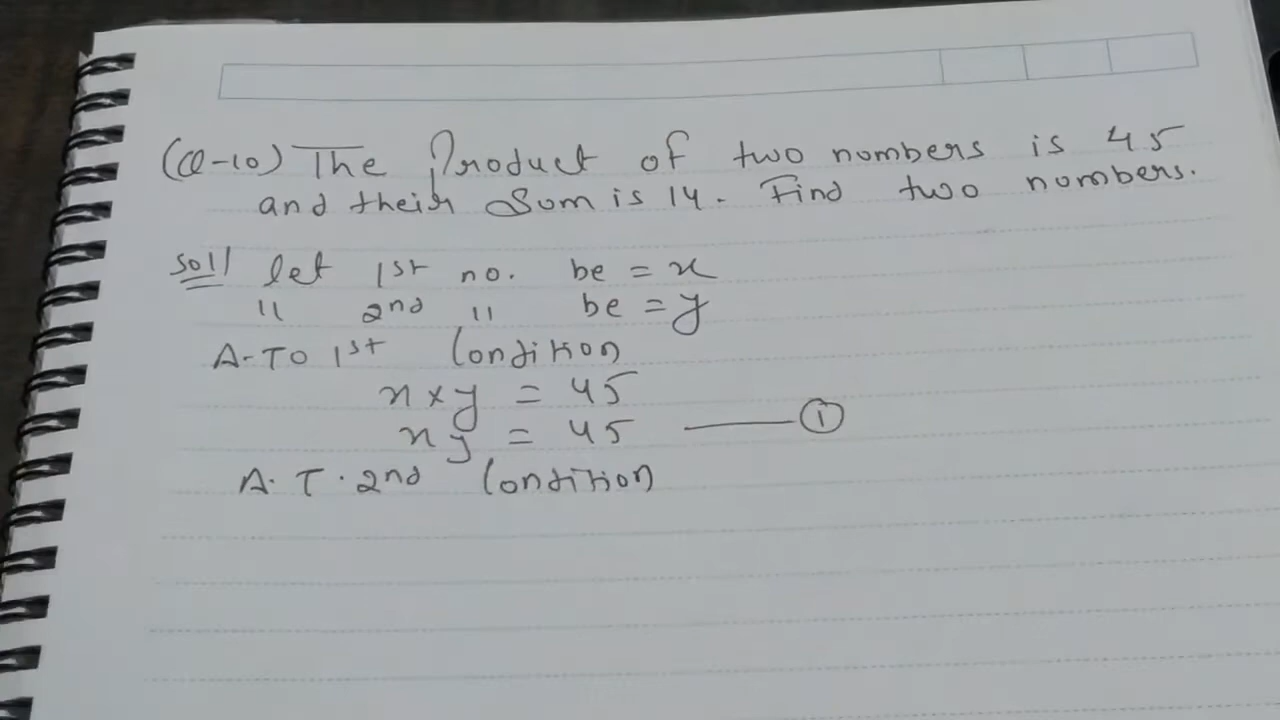 (Q-10) The Product of two numbers is 45
and their Sum is 14. Find two numbers.
Sol| let 1st no. be = x
" 2nd " be = y
A-TO 1st Condition
x × y = 45
xy = 45 —— ①
A. T. 2nd Condition